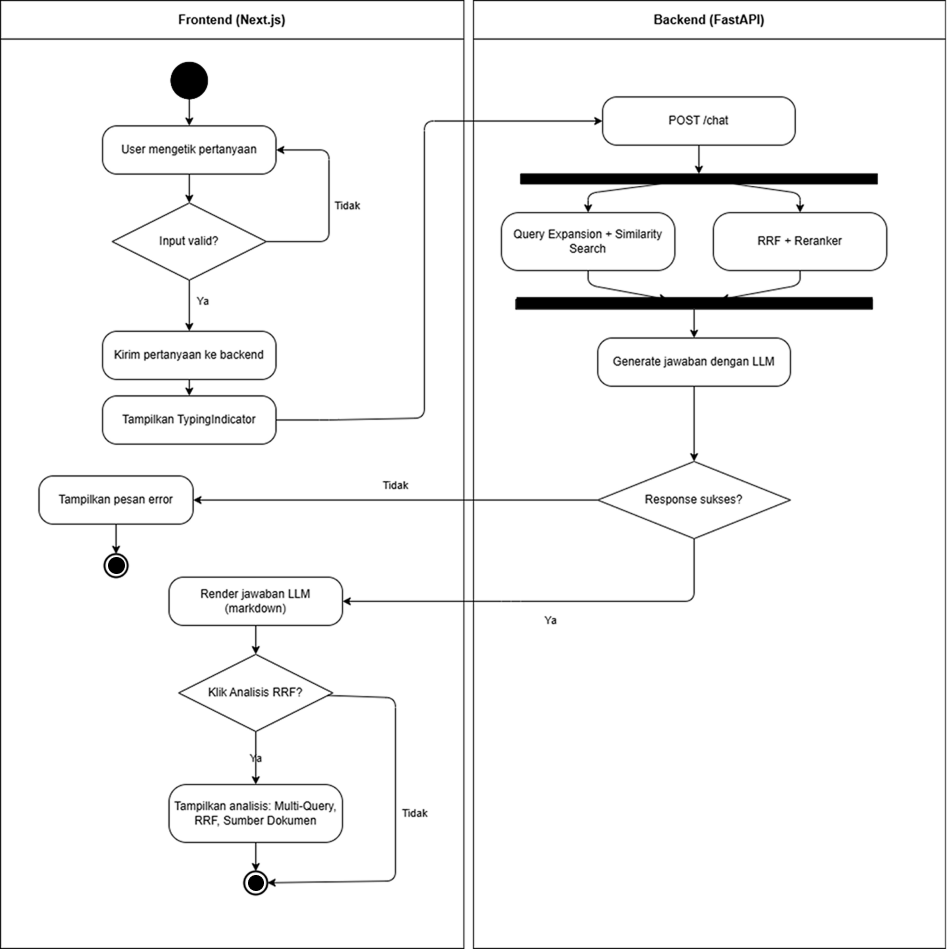 Frontend (Next.js)
Backend (FastAPI)
User mengetik pertanyaan
Tidak
Input valid?
Ya
Kirim pertanyaan ke backend
Tampilkan TypingIndicator
POST /chat
Query Expansion + Similarity
Search
RRF + Reranker
Generate jawaban dengan LLM
Response sukses?
Tidak
Tampilkan pesan error
Ya
Render jawaban LLM
(markdown)
Klik Analisis RRF?
Ya
Tidak
Tampilkan analisis: Multi-Query,
RRF, Sumber Dokumen